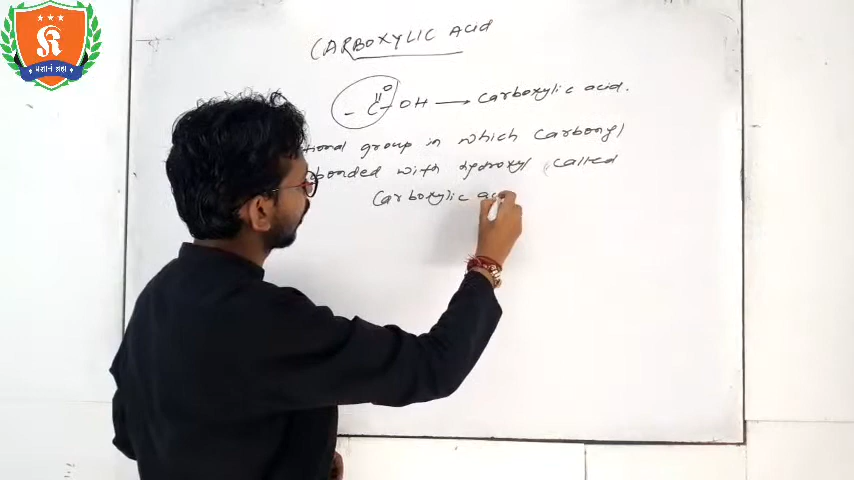 CARBOXYLIC ACID
O
- C - OH → Carboxylic acid.
group in which Carbonyl
bonded with hydroxyl called
Carboxylic